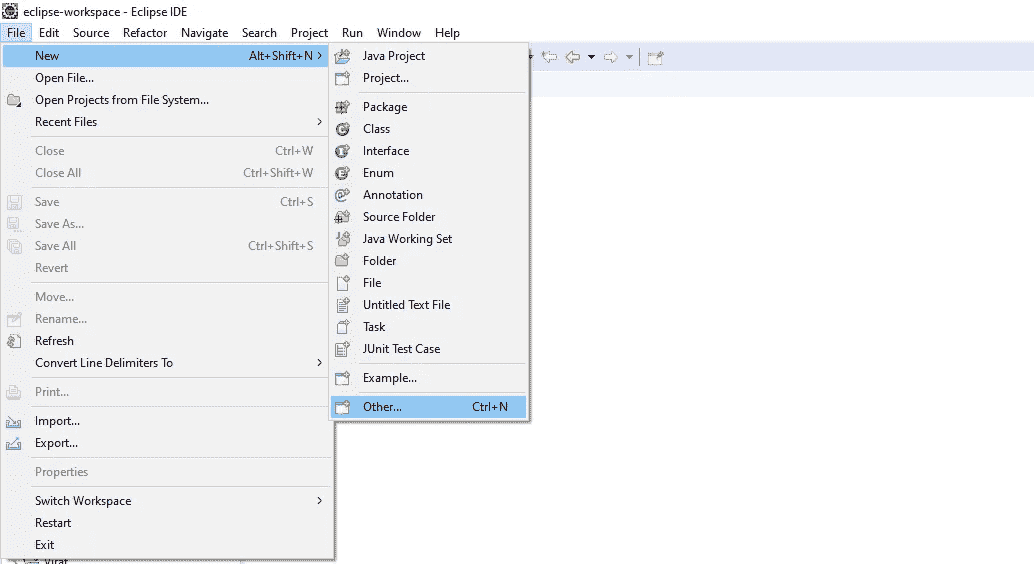 eclipse-workspace - Eclipse IDE
File Edit Source Refactor Navigate Search Project Run Window Help
New Alt+Shift+N >
Open File...
Open Projects from File System...
Recent Files >
Close Ctrl+W
Close All Ctrl+Shift+W
Save Ctrl+S
Save As...
Save All Ctrl+Shift+S
Revert
Move...
Rename...
Refresh
Convert Line Delimiters To >
Print...
Import...
Export...
Properties
Switch Workspace >
Restart
Exit
Java Project
Project...
Package
Class
Interface
Enum
Annotation
Source Folder
Java Working Set
Folder
File
Untitled Text File
Task
JUnit Test Case
Example...
Other... Ctrl+N